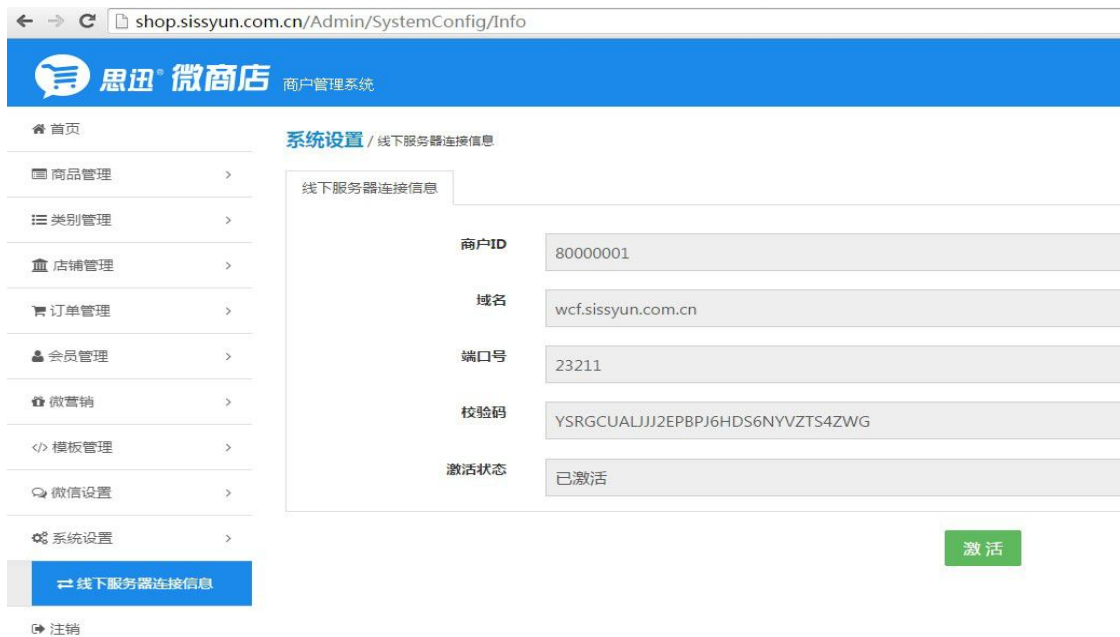 shop.sissyun.com.cn/Admin/SystemConfig/Info
思迅® 微商店 商户管理系统
首页
系统设置 / 线下服务器连接信息
商品管理
线下服务器连接信息
类别管理
商户ID 80000001
店铺管理
域名 wcf.sissyun.com.cn
订单管理
会员管理
端口号 23211
微营销
校验码 YSRGCUALJJJ2EPBPJ6HDS6NYVZTS4ZWG
模板管理
激活状态 已激活
微信设置
系统设置
激 活
线下服务器连接信息
注销